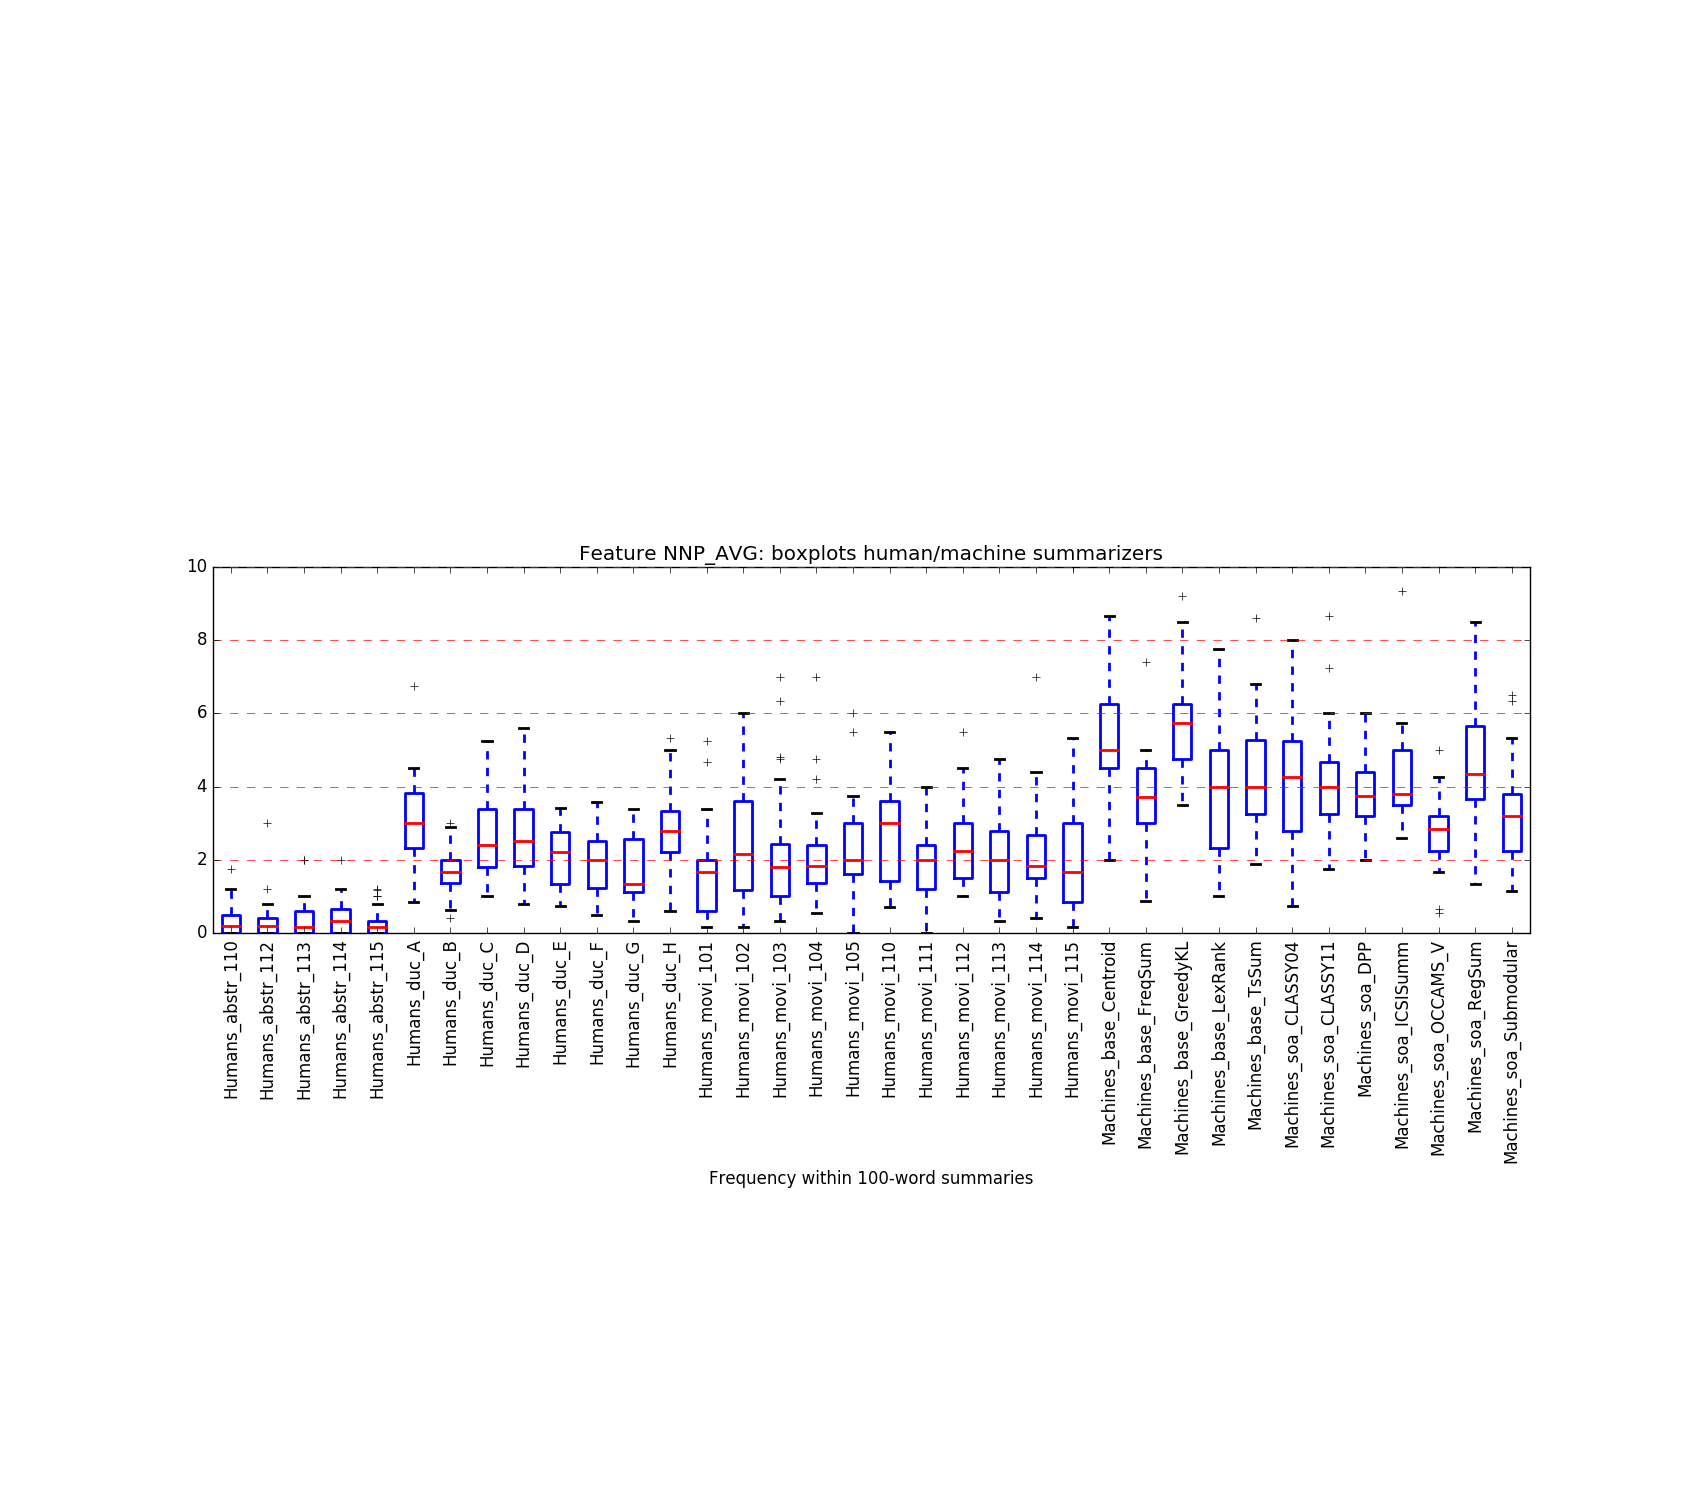 Feature NNP_AVG: boxplots human/machine summarizers
10
8
6
4
2
0
Humans_abstr_110
Humans_abstr_112
Humans_abstr_113
Humans_abstr_114
Humans_abstr_115
Humans_duc_A
Humans_duc_B
Humans_duc_C
Humans_duc_D
Humans_duc_E
Humans_duc_F
Humans_duc_G
Humans_duc_H
Humans_movi_101
Humans_movi_102
Humans_movi_103
Humans_movi_104
Humans_movi_105
Humans_movi_110
Humans_movi_111
Humans_movi_112
Humans_movi_113
Humans_movi_114
Humans_movi_115
Machines_base_Centroid
Machines_base_FreqSum
Machines_base_GreedyKL
Machines_base_LexRank
Machines_base_TsSum
Machines_soa_CLASSY04
Machines_soa_CLASSY11
Machines_soa_DPP
Machines_soa_ICSISumm
Machines_soa_OCCAMS_V
Machines_soa_RegSum
Machines_soa_Submodular
Frequency within 100-word summaries